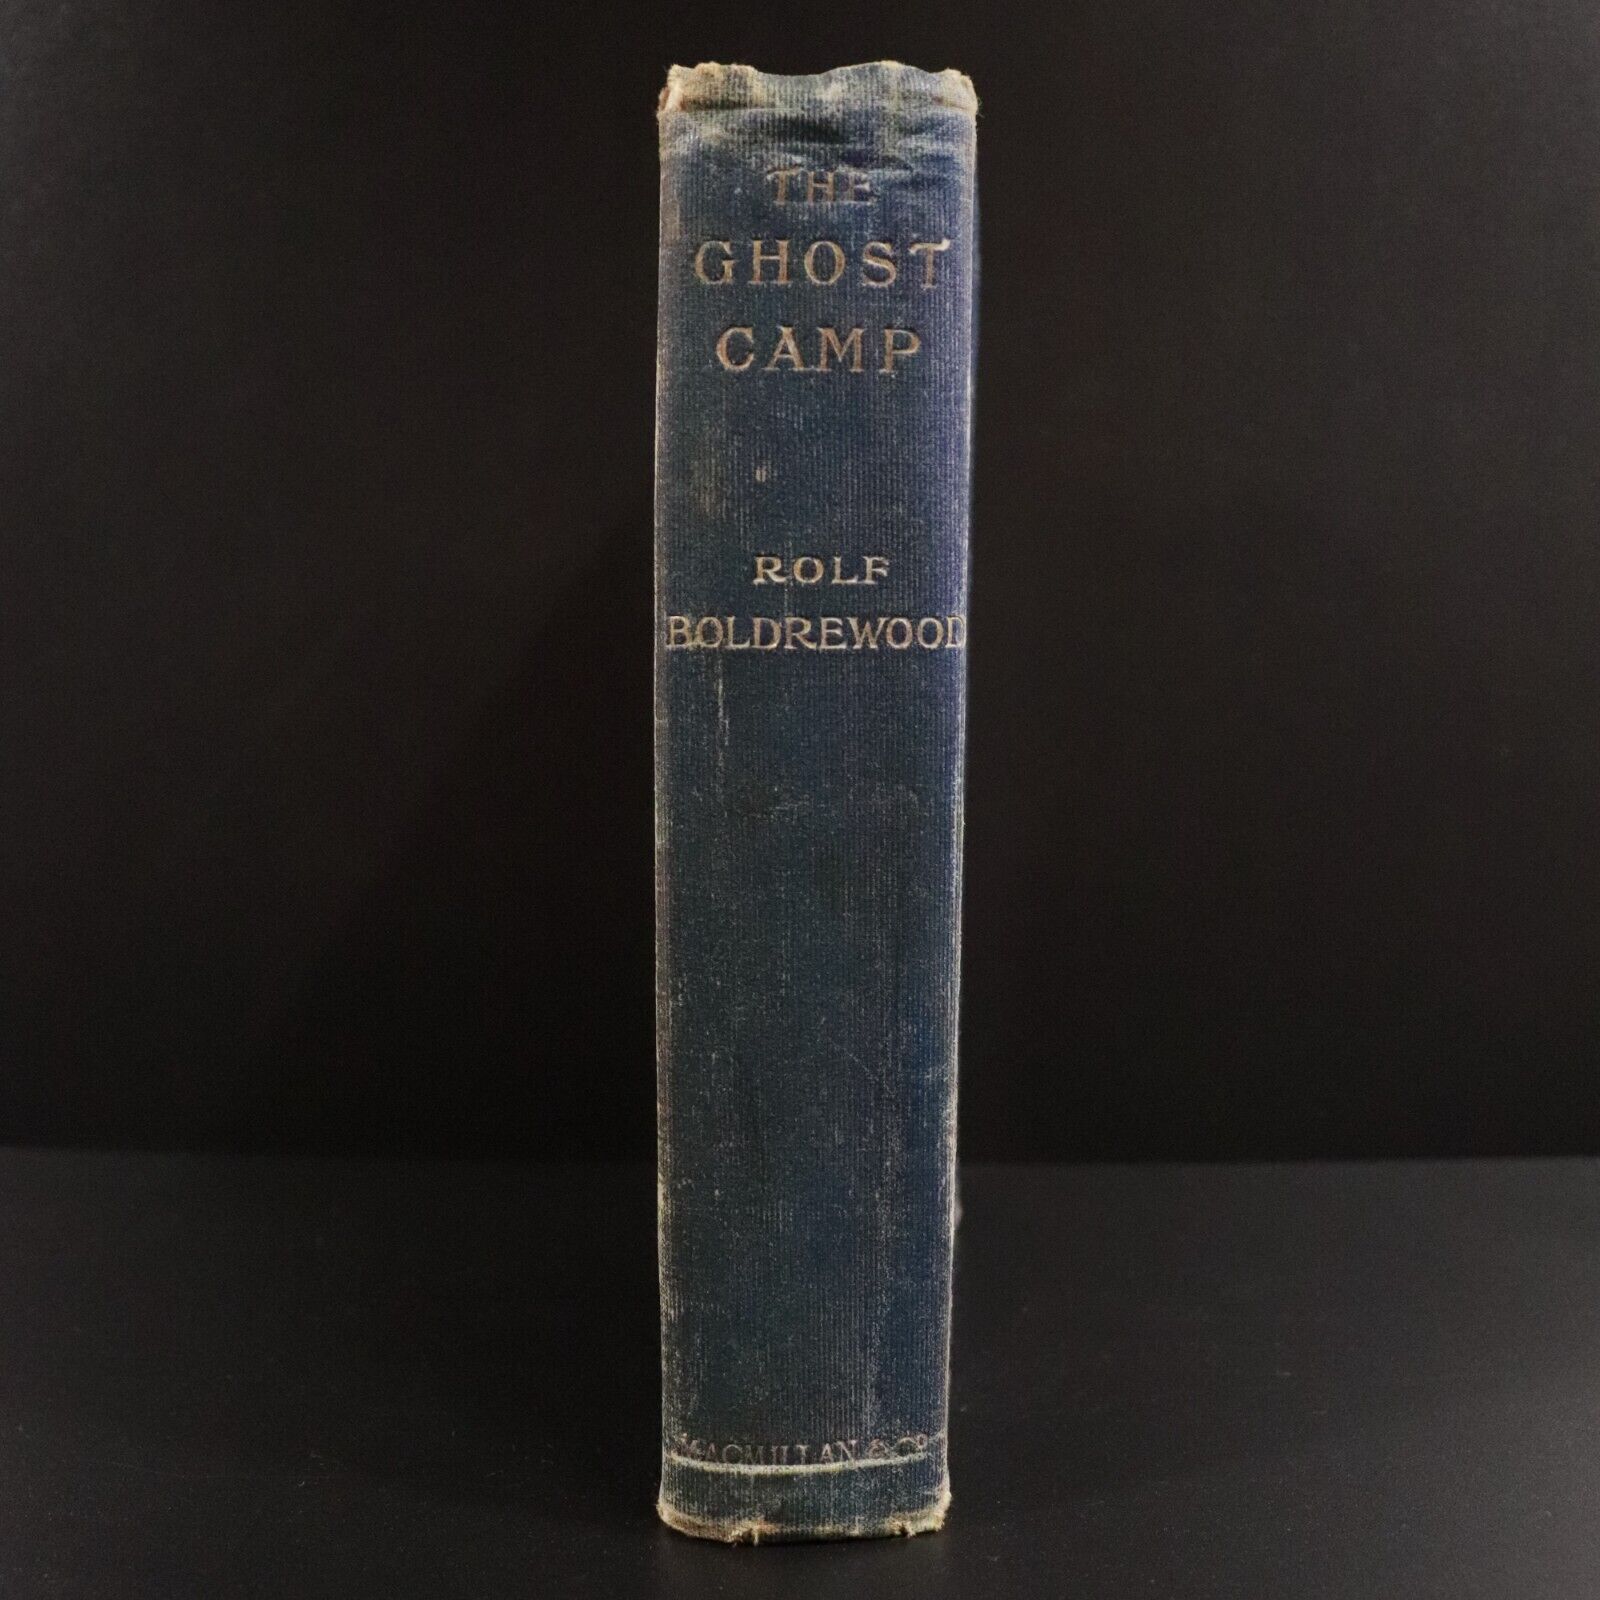 THE
GHOST
CAMP
ROLF
BOLDREWOOD
MACMILLAN & Co